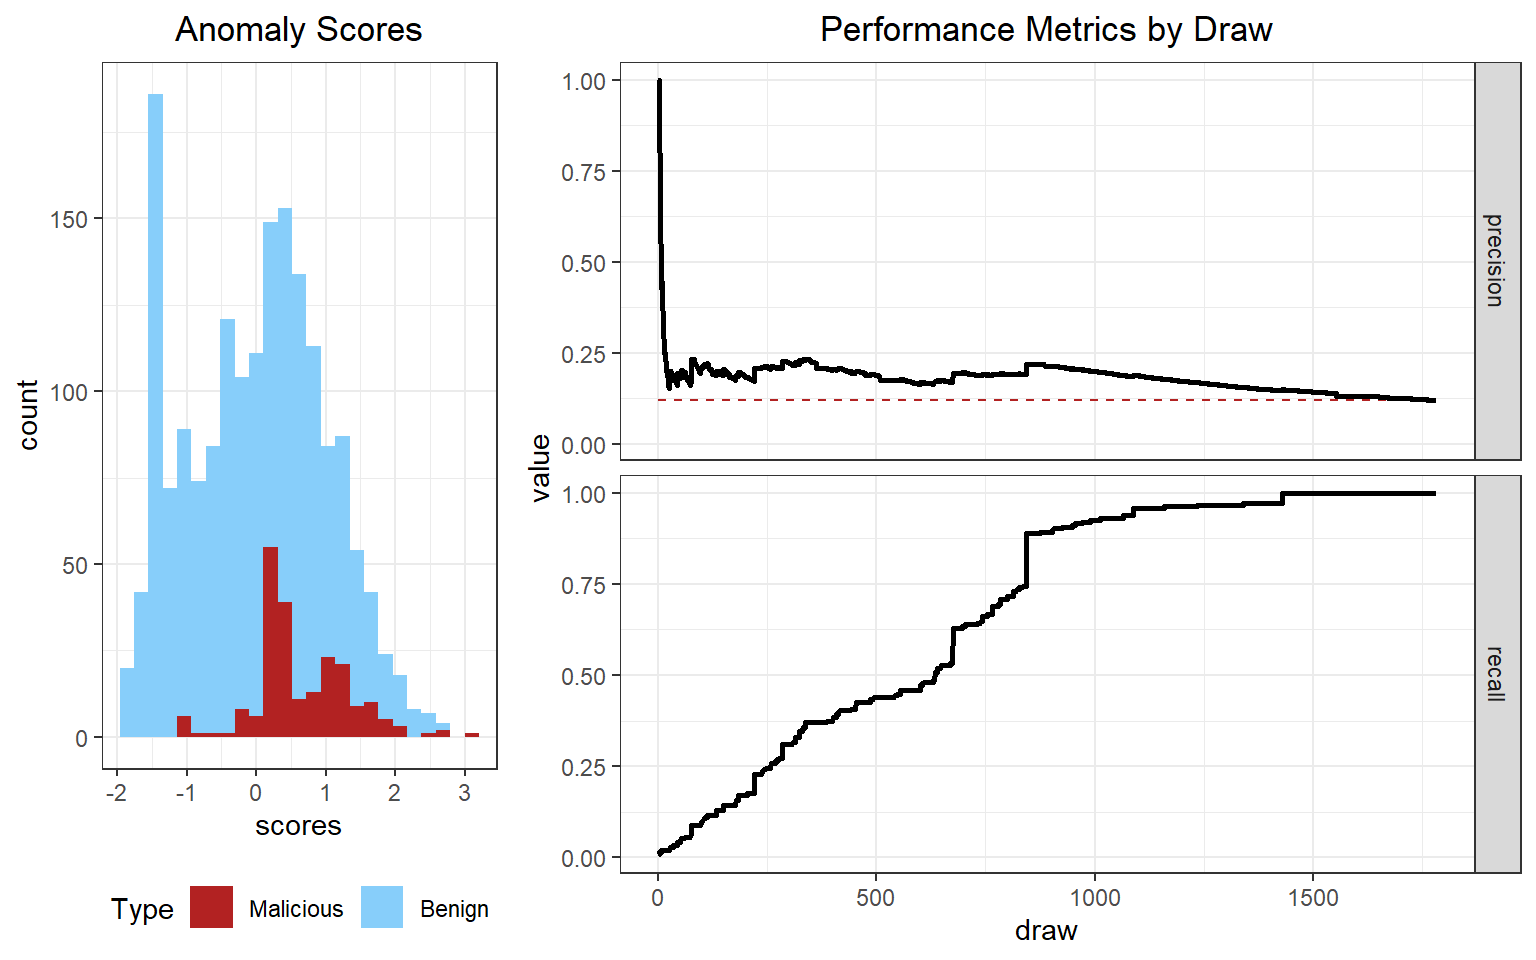 Anomaly Scores
count
150
100
50
0
-2 -1 0 1 2 3
scores
Type Malicious Benign
Performance Metrics by Draw
value
1.00
0.75
0.50
0.25
0.00
precision
1.00
0.75
0.50
0.25
0.00
recall
0 500 1000 1500
draw